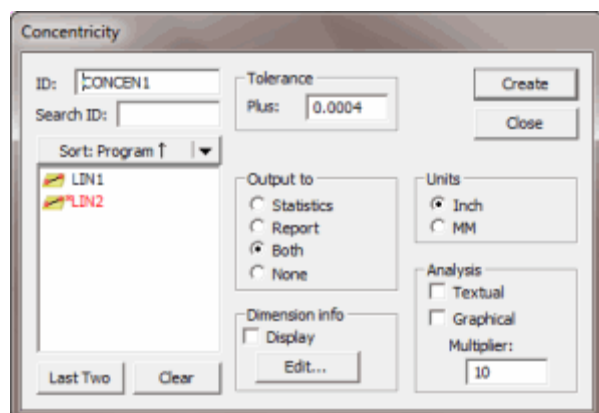 Concentricity
ID: CONCEN1
Search ID:
Sort: Program ↑
LIN1
*LIN2
Last Two
Clear
Tolerance
Plus: 0.0004
Output to
Statistics
Report
Both
None
Dimension info
Display
Edit...
Create
Close
Units
Inch
MM
Analysis
Textual
Graphical
Multiplier:
10